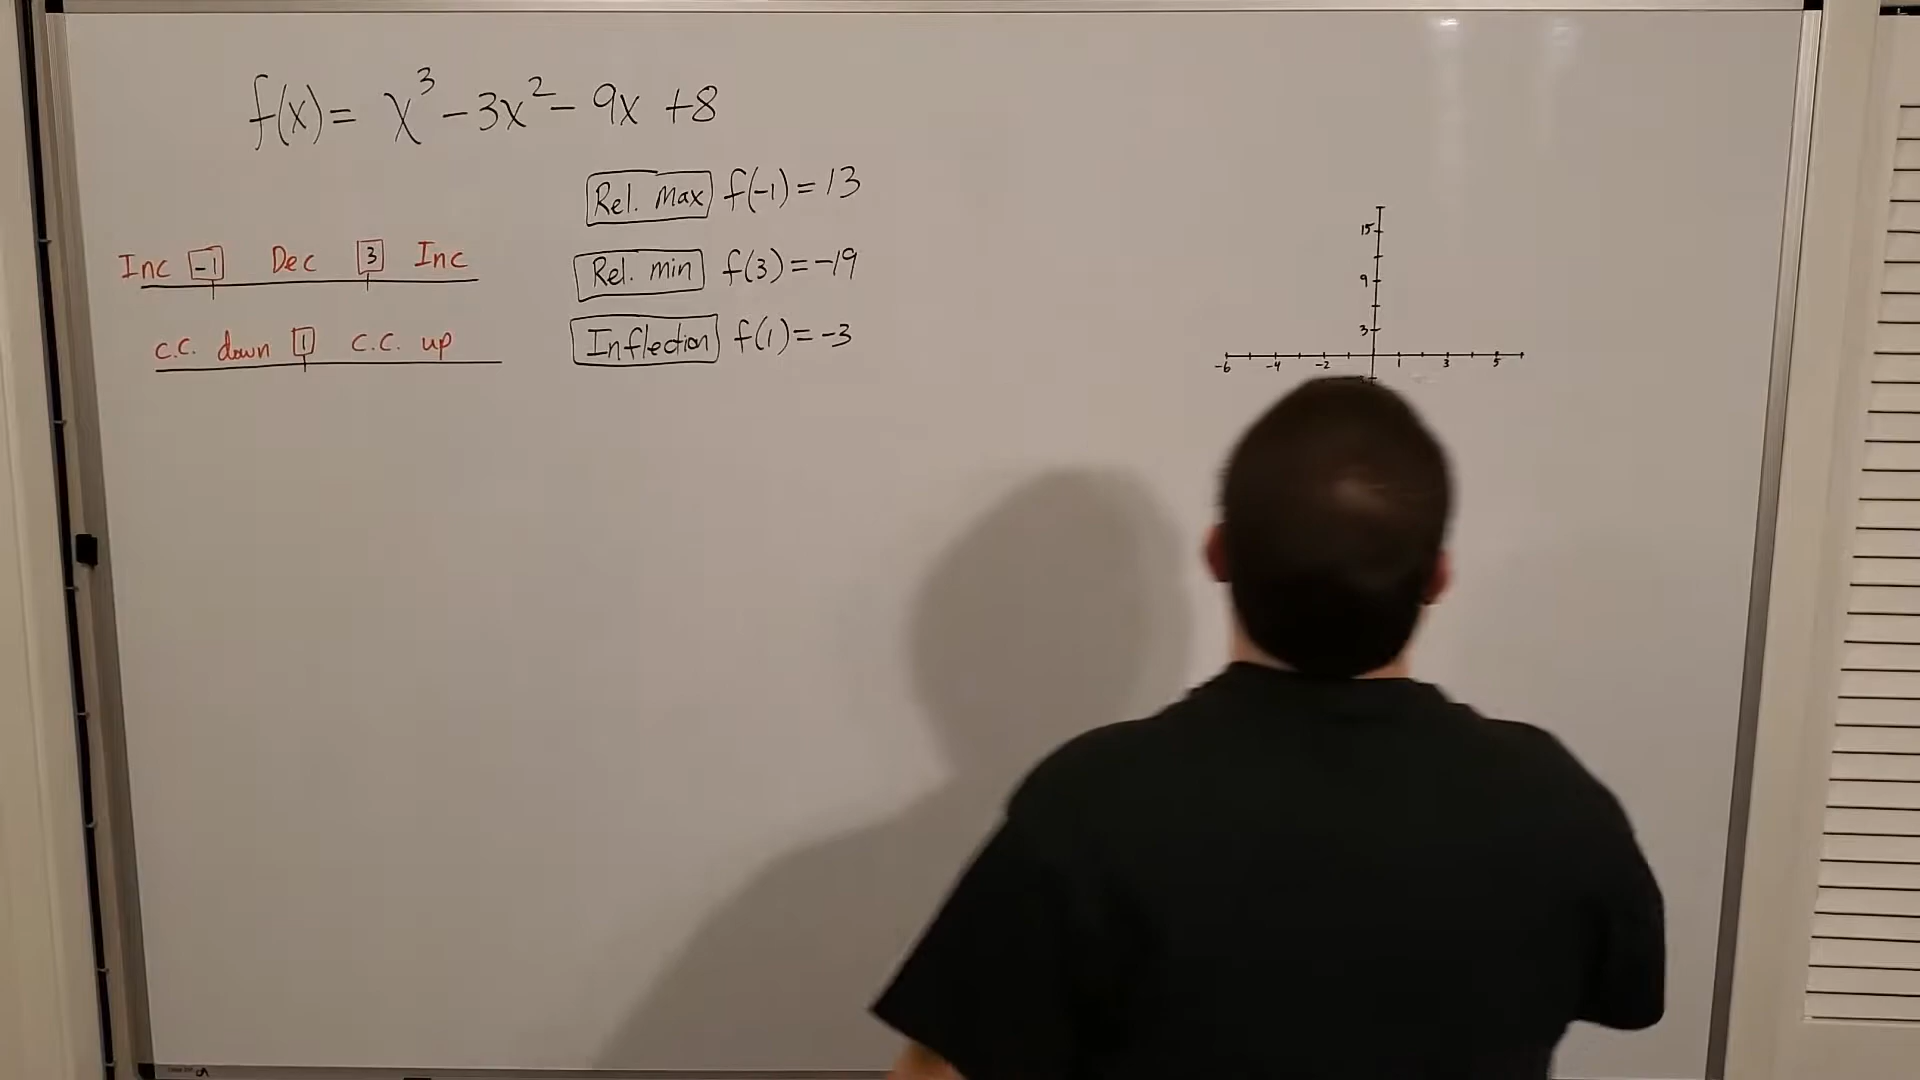 f(x) = x³ - 3x² - 9x + 8
Rel. Max f(-1) = 13
Inc -1 Dec 3 Inc
Rel. min f(3) = -19
c.c. down 1 c.c. up
Inflection f(1) = -3
15
9
3
-6 -4 -2 1 3 5